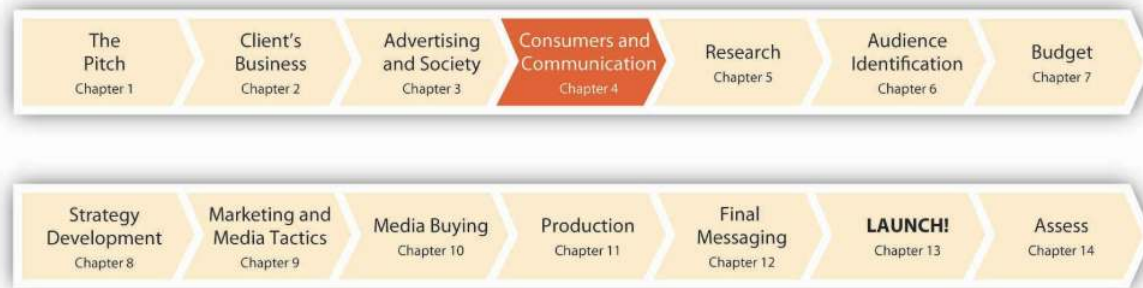 The
Pitch
Chapter 1
Client's
Business
Chapter 2
Advertising
and Society
Chapter 3
Consumers and
Communication
Chapter 4
Research
Chapter 5
Audience
Identification
Chapter 6
Budget
Chapter 7
Strategy
Development
Chapter 8
Marketing and
Media Tactics
Chapter 9
Media Buying
Chapter 10
Production
Chapter 11
Final
Messaging
Chapter 12
LAUNCH!
Chapter 13
Assess
Chapter 14